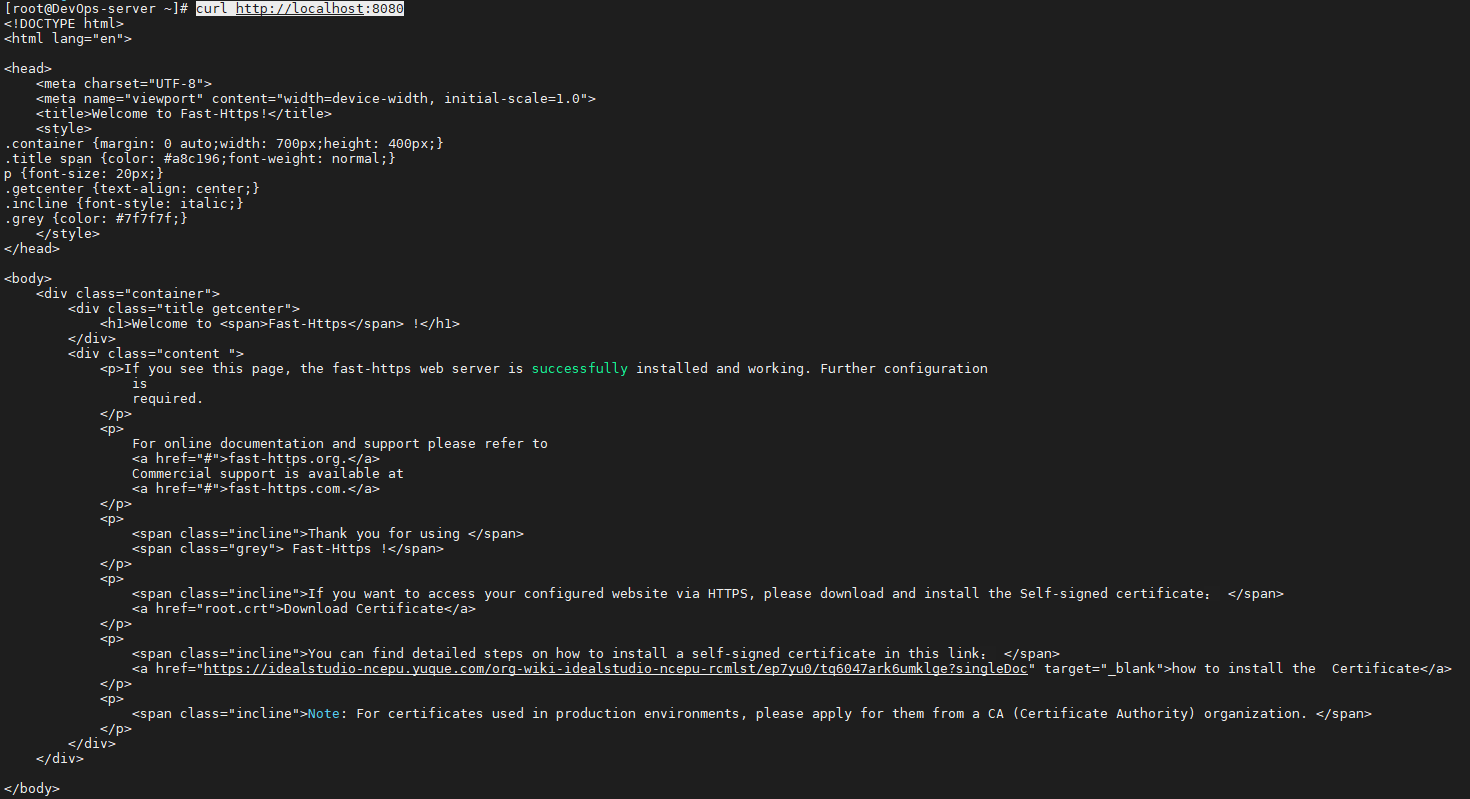 [root@DevOps-server ~]# curl http://localhost:8080
<!DOCTYPE html>
<html lang="en">

<head>
    <meta charset="UTF-8">
    <meta name="viewport" content="width=device-width, initial-scale=1.0">
    <title>Welcome to Fast-Https!</title>
    <style>
.container {margin: 0 auto;width: 700px;height: 400px;}
.title span {color: #a8c196;font-weight: normal;}
p {font-size: 20px;}
.getcenter {text-align: center;}
.incline {font-style: italic;}
.grey {color: #7f7f7f;}
    </style>
</head>

<body>
    <div class="container">
        <div class="title getcenter">
            <h1>Welcome to <span>Fast-Https</span> !</h1>
        </div>
        <div class="content ">
            <p>If you see this page, the fast-https web server is successfully installed and working. Further configuration
                is
                required.
            </p>
            <p>
                For online documentation and support please refer to
                <a href="#">fast-https.org.</a>
                Commercial support is available at
                <a href="#">fast-https.com.</a>
            </p>
            <p>
                <span class="incline">Thank you for using </span>
                <span class="grey"> Fast-Https !</span>
            </p>
            <p>
                <span class="incline">If you want to access your configured website via HTTPS, please download and install the Self-signed certificate： </span>
                <a href="root.crt">Download Certificate</a>
            </p>
            <p>
                <span class="incline">You can find detailed steps on how to install a self-signed certificate in this link： </span>
                <a href="https://idealstudio-ncepu.yuque.com/org-wiki-idealstudio-ncepu-rcmlst/ep7yu0/tq6047ark6umklge?singleDoc" target="_blank">how to install the  Certificate</a>
            </p>
            <p>
                <span class="incline">Note: For certificates used in production environments, please apply for them from a CA (Certificate Authority) organization. </span>
            </p>
        </div>
    </div>

</body>